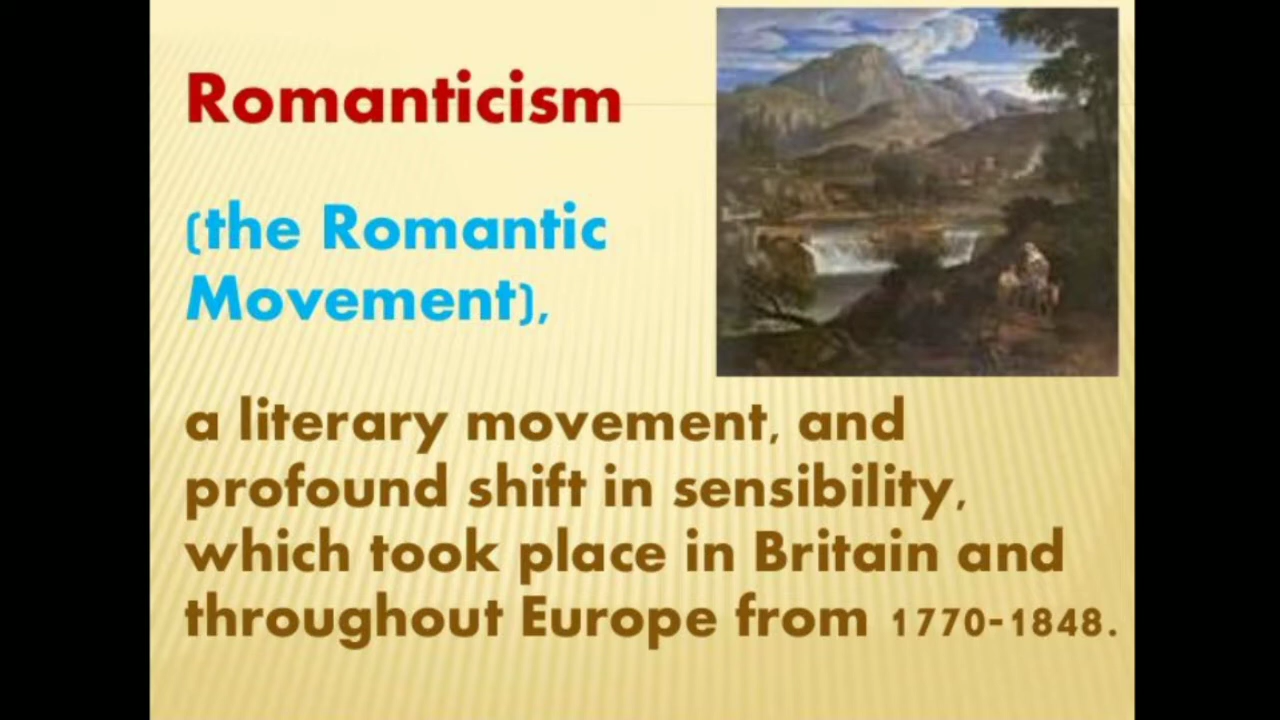 Romanticism
(the Romantic
Movement),
a literary movement, and
profound shift in sensibility,
which took place in Britain and
throughout Europe from 1770-1848.